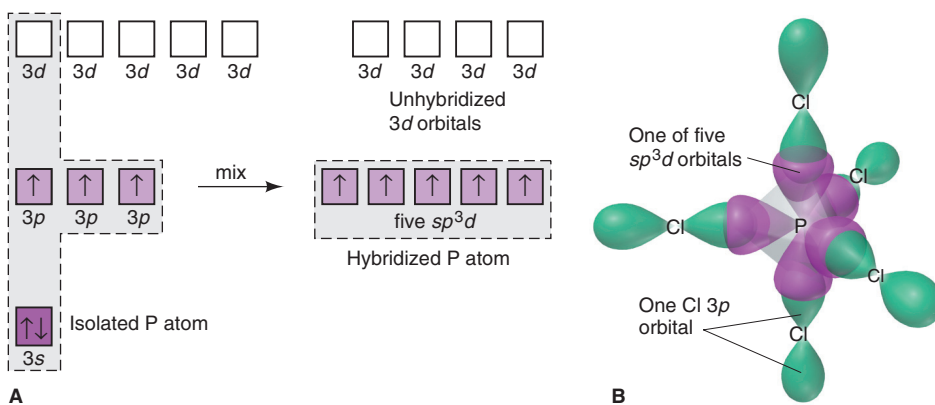 3d 3d 3d 3d 3d
3d 3d 3d 3d
Unhybridized
3d orbitals
↑ ↑ ↑
3p 3p 3p
mix
↑ ↑ ↑ ↑ ↑
five sp³d
Hybridized P atom
↑↓
3s
Isolated P atom
A
Cl
One of five
sp³d orbitals
Cl
Cl
P
Cl
One Cl 3p
orbital
Cl
B